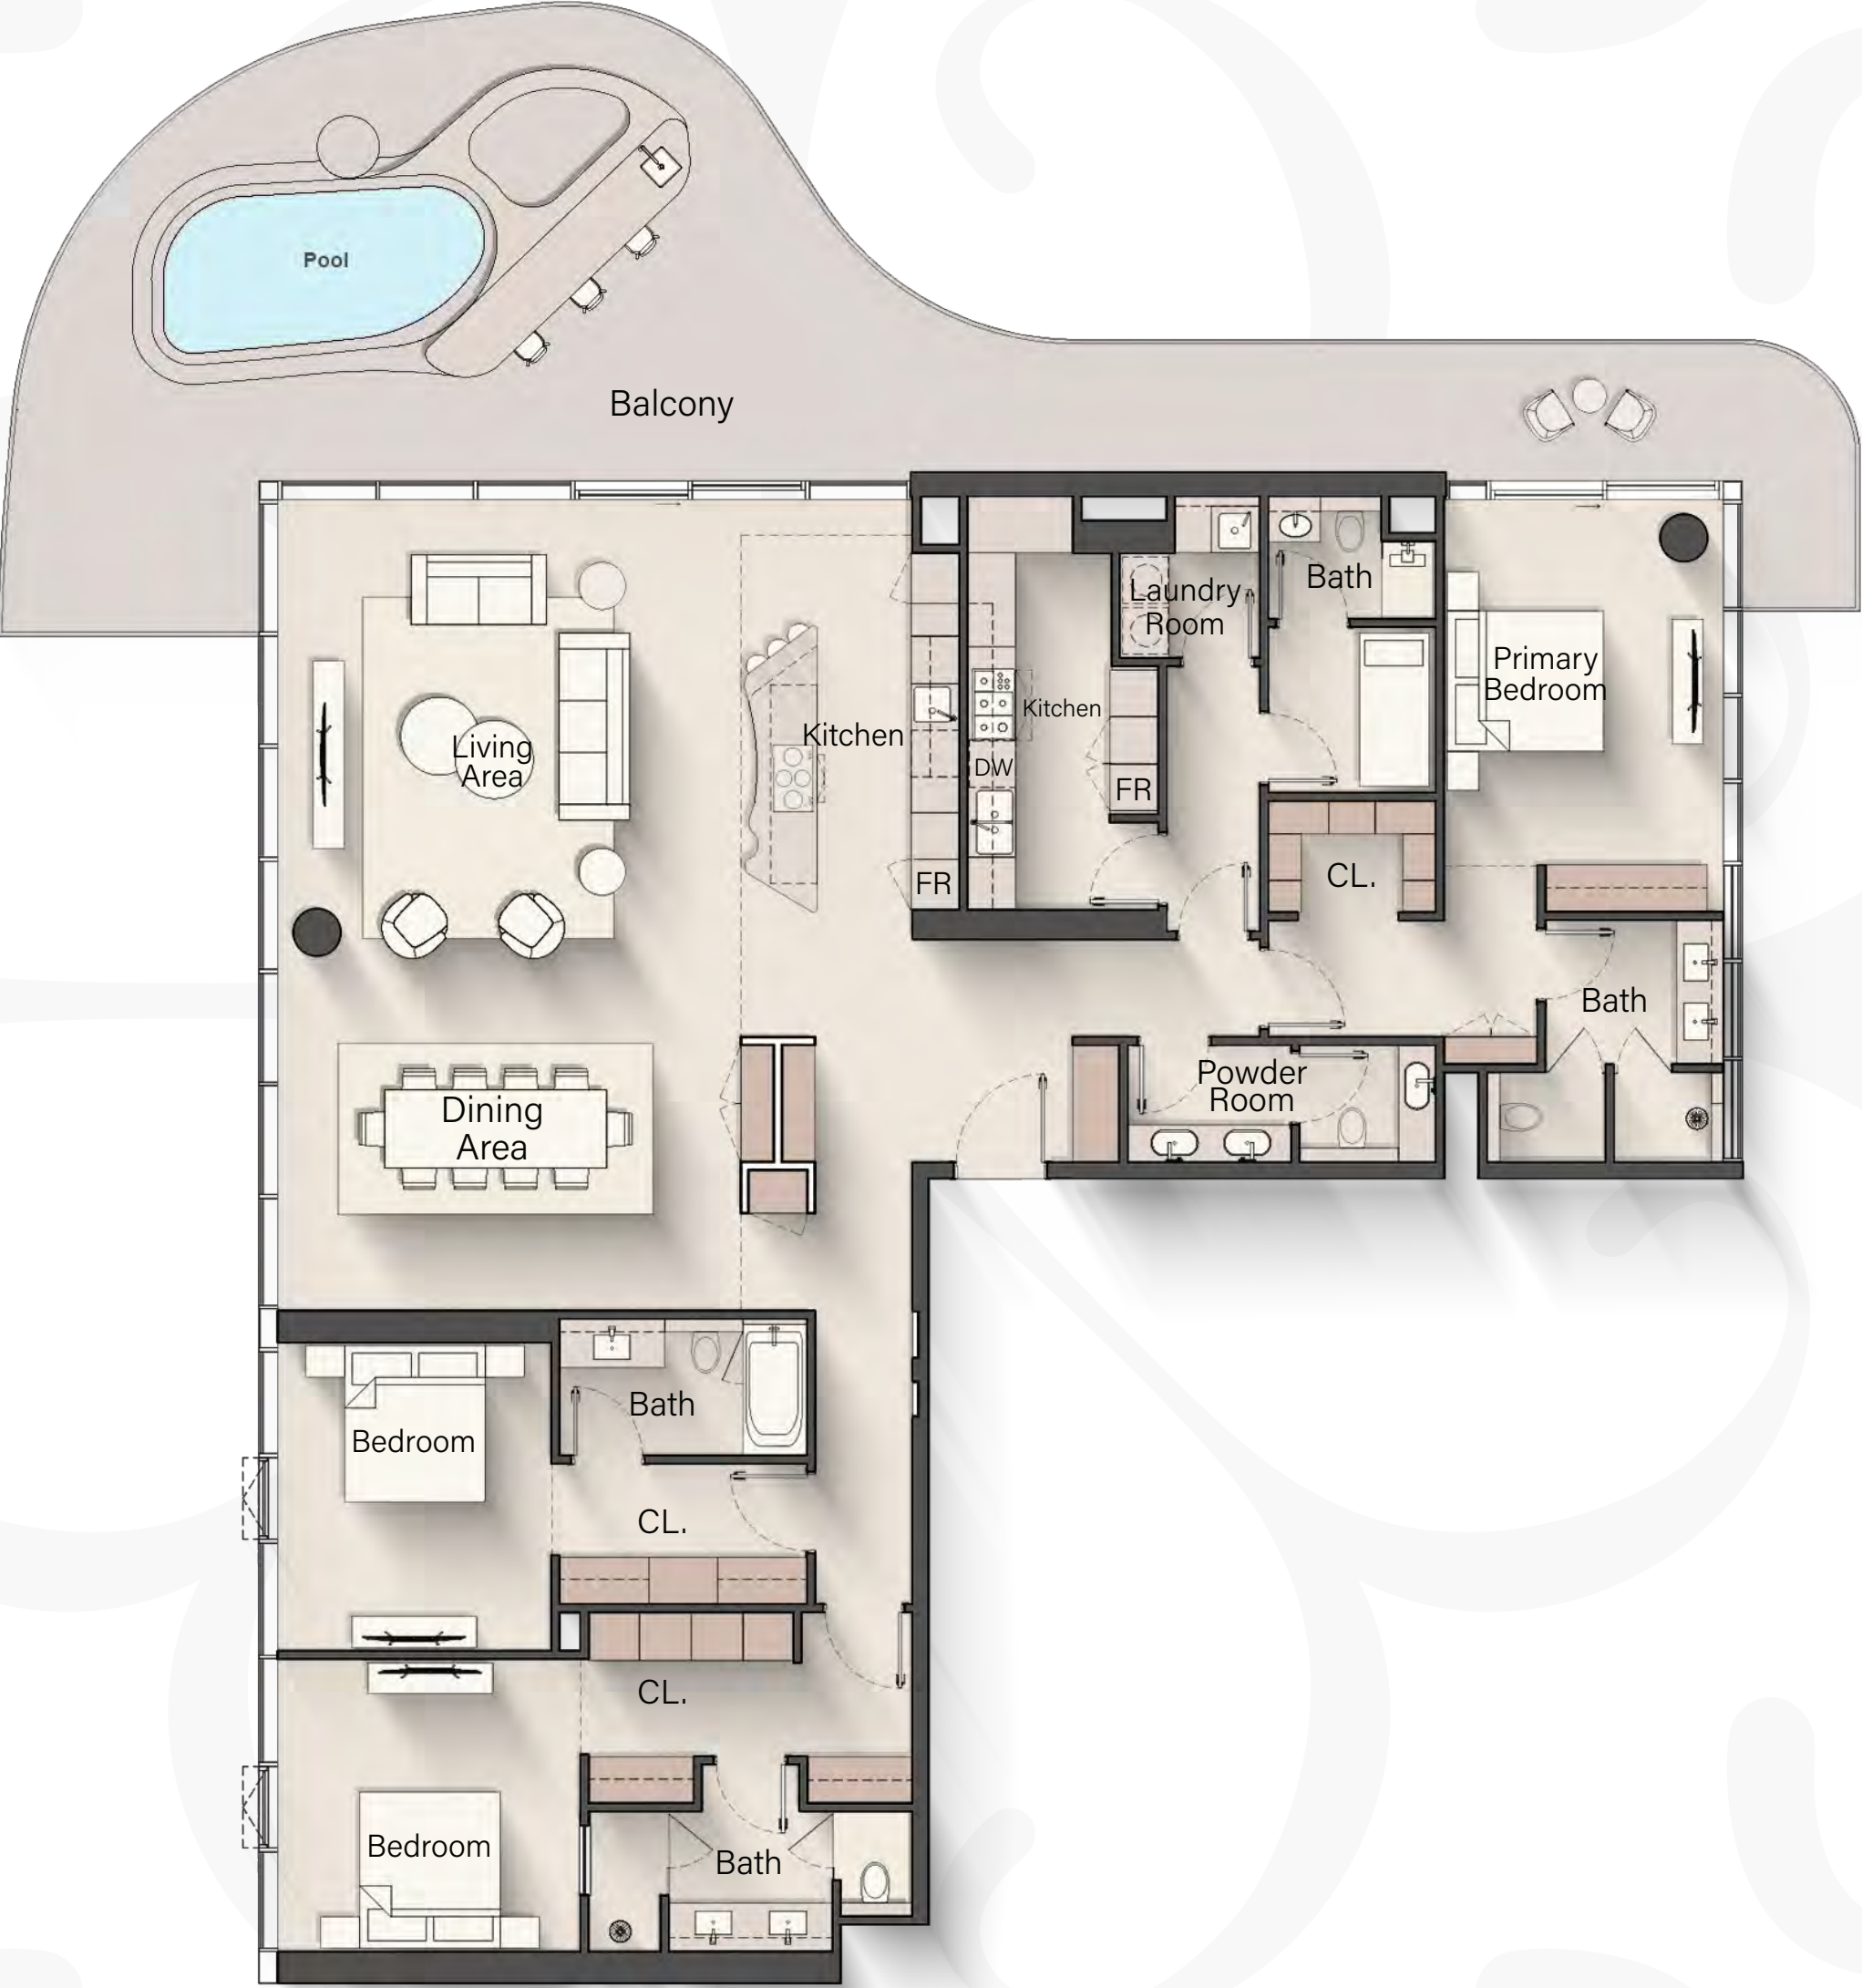 Pool
Balcony
Laundry
Room
Bath
Primary
Bedroom
Living
Area
Kitchen
Kitchen
DW
FR
FR
CL.
Bath
Powder
Room
Dining
Area
Bath
Bedroom
CL.
CL.
Bedroom
Bath